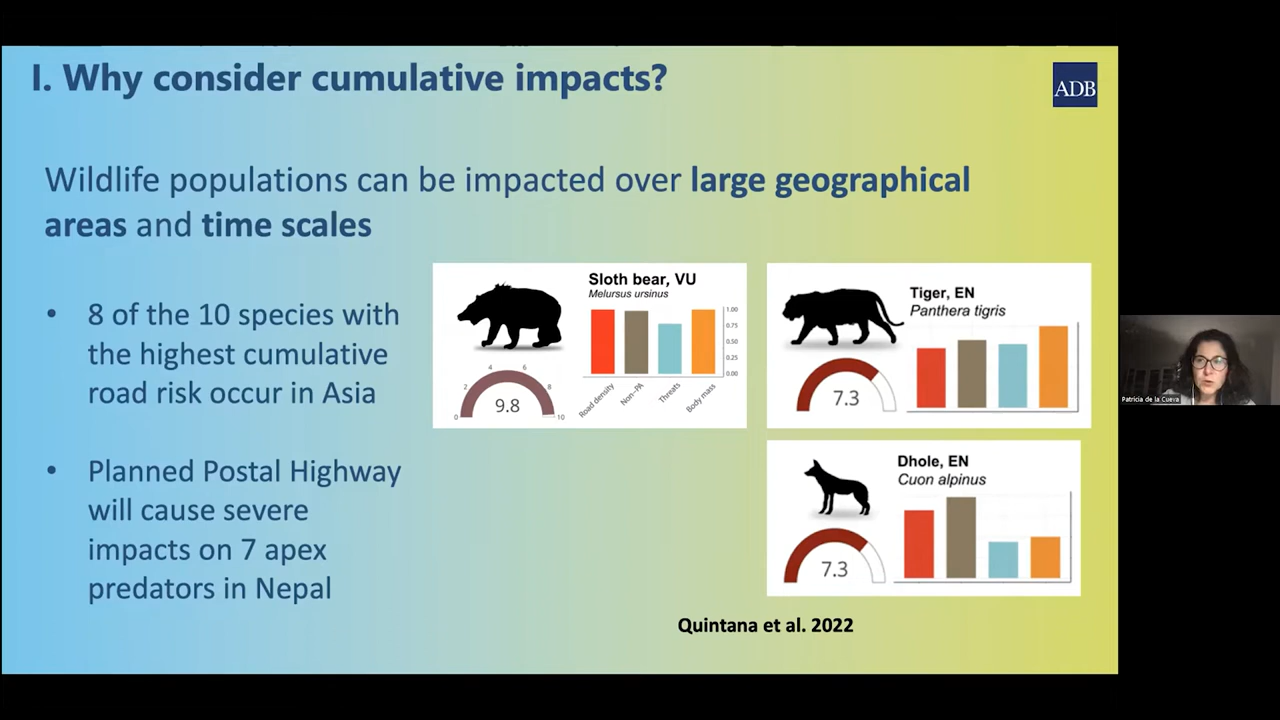 I. Why consider cumulative impacts?
ADB
Wildlife populations can be impacted over large geographical
areas and time scales
• 8 of the 10 species with
the highest cumulative
road risk occur in Asia
• Planned Postal Highway
will cause severe
impacts on 7 apex
predators in Nepal
Sloth bear, VU
Melursus ursinus
1.00
0.75
0.50
0.25
0.00
Road density
Non-PA
Threats
Body mass
0
2
4
6
8
10
9.8
Tiger, EN
Panthera tigris
7.3
Dhole, EN
Cuon alpinus
7.3
Quintana et al. 2022
Patricia de la Cueva